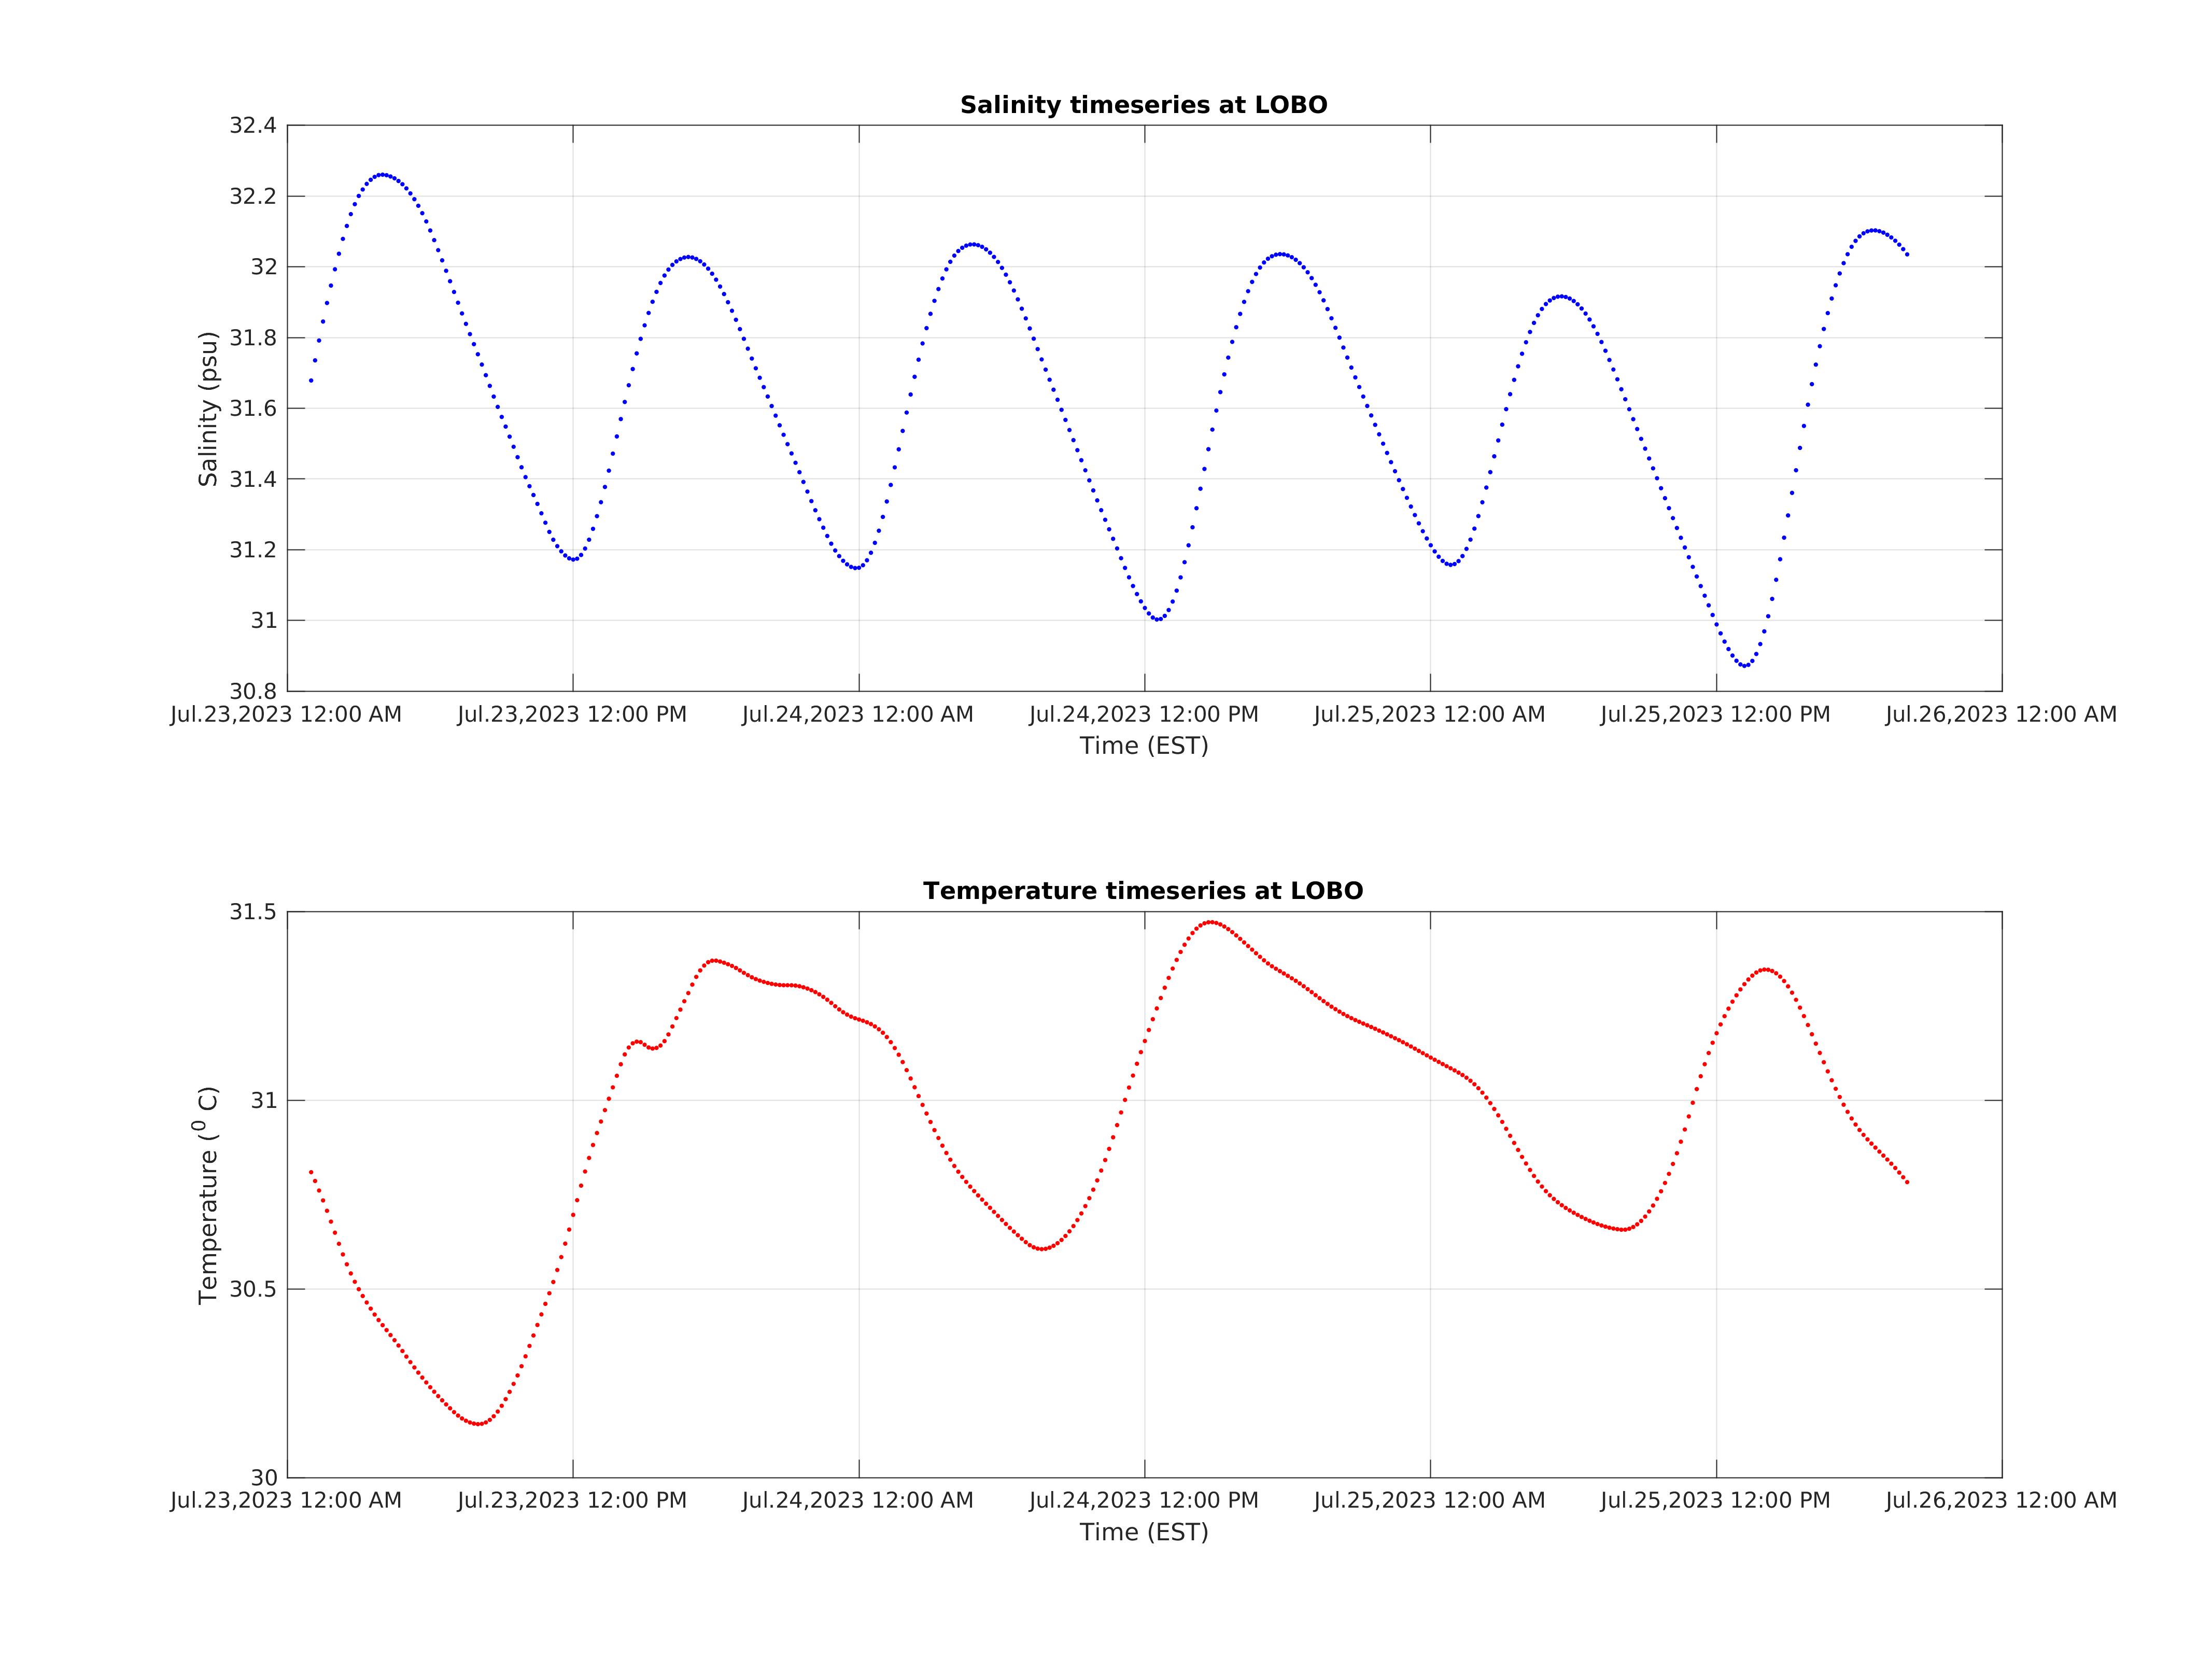 Salinity timeseries at LOBO
32.4
32.2
32
31.8
31.6
31.4
31.2
31
30.8
Salinity (psu)
Jul.23,2023 12:00 AM Jul.23,2023 12:00 PM Jul.24,2023 12:00 AM Jul.24,2023 12:00 PM Jul.25,2023 12:00 AM Jul.25,2023 12:00 PM Jul.26,2023 12:00 AM
Time (EST)
Temperature timeseries at LOBO
31.5
31
30.5
30
Temperature (⁰ C)
Jul.23,2023 12:00 AM Jul.23,2023 12:00 PM Jul.24,2023 12:00 AM Jul.24,2023 12:00 PM Jul.25,2023 12:00 AM Jul.25,2023 12:00 PM Jul.26,2023 12:00 AM
Time (EST)